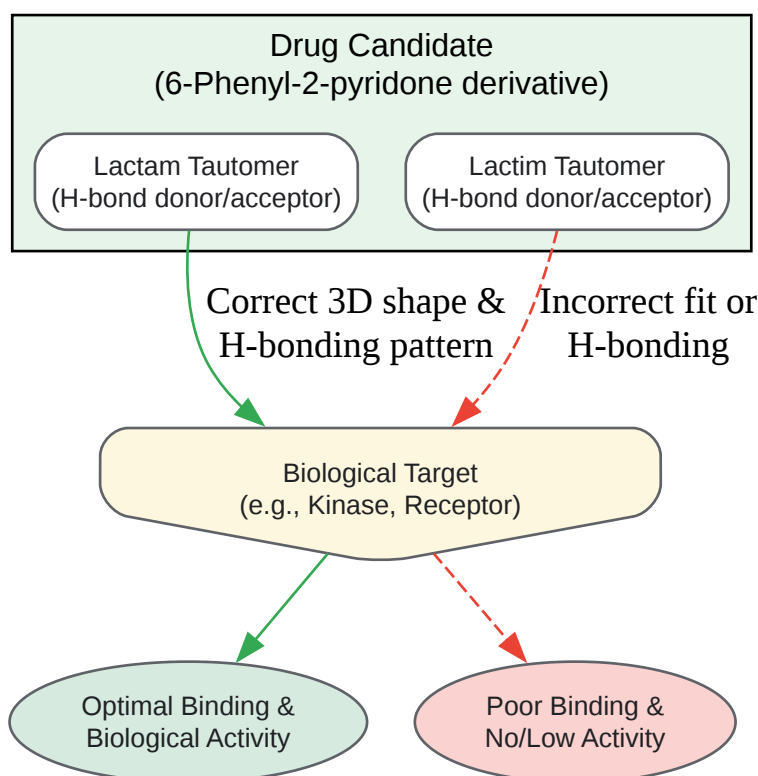 Drug Candidate
(6-Phenyl-2-pyridone derivative)
Lactam Tautomer
(H-bond donor/acceptor)
Lactim Tautomer
(H-bond donor/acceptor)
Correct 3D shape &
H-bonding pattern
Incorrect fit or
H-bonding
Biological Target
(e.g., Kinase, Receptor)
Optimal Binding &
Biological Activity
Poor Binding &
No/Low Activity